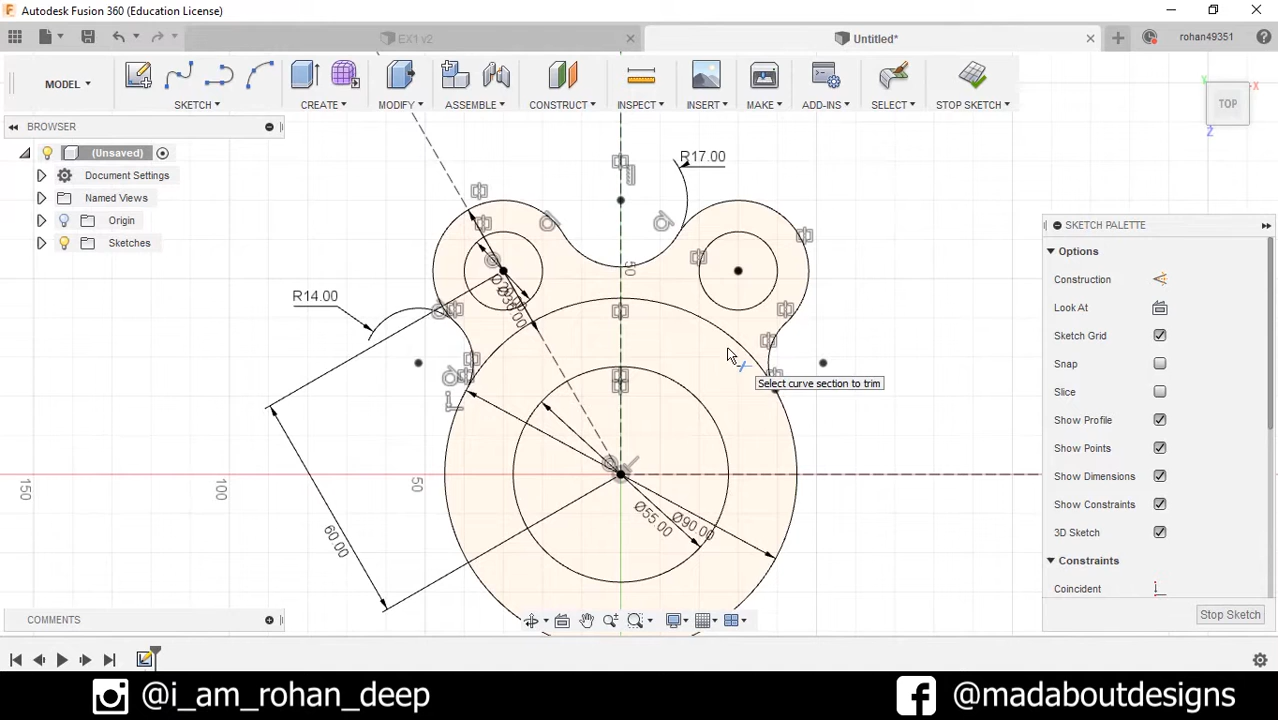 Autodesk Fusion 360 (Education License)
EX1 v2
Untitled*
rohan49351
MODEL
SKETCH
CREATE
MODIFY
ASSEMBLE
CONSTRUCT
INSPECT
INSERT
MAKE
ADD-INS
SELECT
STOP SKETCH
TOP
X
Y
Z
BROWSER
(Unsaved)
Document Settings
Named Views
Origin
Sketches
R17.00
50
R14.00
Select curve section to trim
150
100
50
60.00
Ø55.00
Ø90.00
SKETCH PALETTE
Options
Construction
Look At
Sketch Grid
Snap
Slice
Show Profile
Show Points
Show Dimensions
Show Constraints
3D Sketch
Constraints
Coincident
Stop Sketch
COMMENTS
@i_am_rohan_deep
@madaboutdesigns